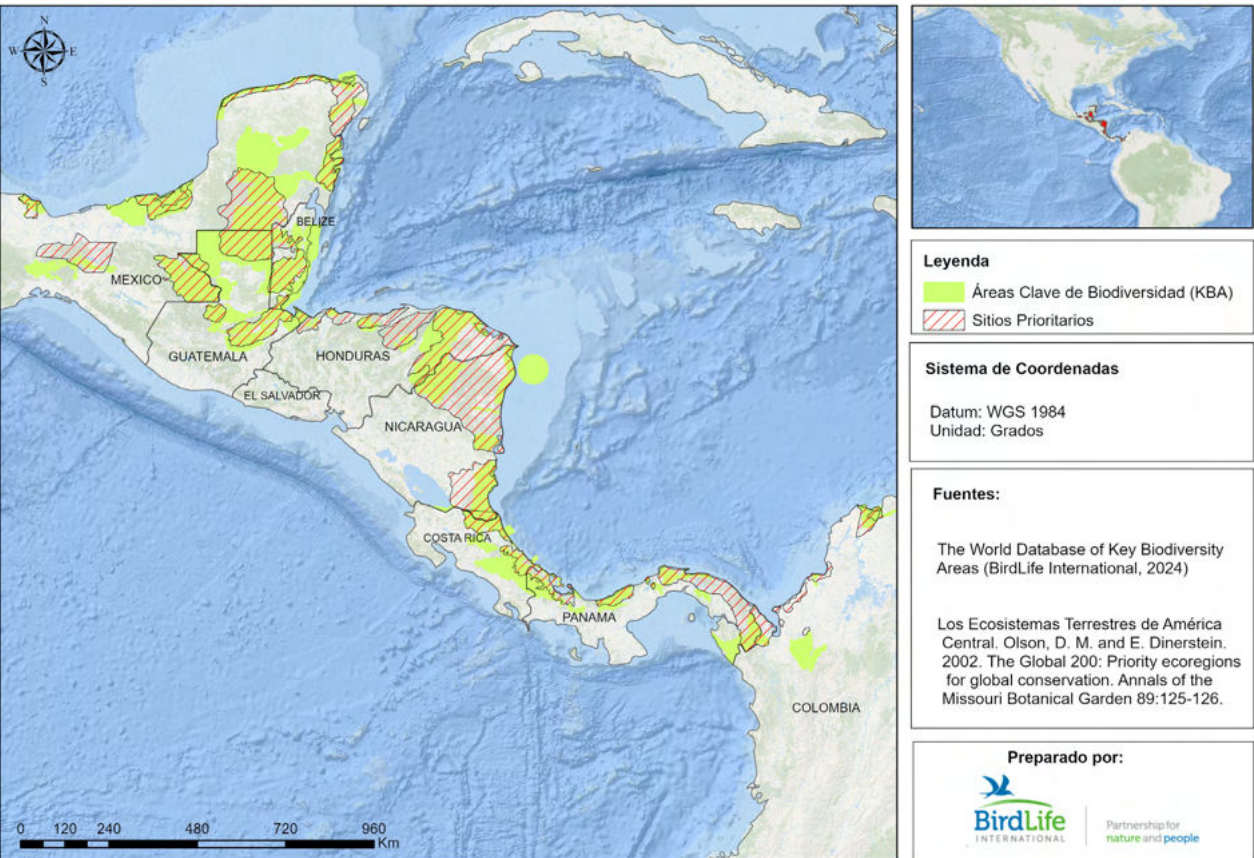 N
W
E
S
BELIZE
MEXICO
GUATEMALA
HONDURAS
EL SALVADOR
NICARAGUA
COSTA RICA
PANAMA
COLOMBIA
0 120 240 480 720 960
Km
Leyenda
Áreas Clave de Biodiversidad (KBA)
Sitios Prioritarios
Sistema de Coordenadas
Datum: WGS 1984
Unidad: Grados
Fuentes:
The World Database of Key Biodiversity
Areas (BirdLife International, 2024)
Los Ecosistemas Terrestres de América
Central. Olson, D. M. and E. Dinerstein.
2002. The Global 200: Priority ecoregions
for global conservation. Annals of the
Missouri Botanical Garden 89:125-126.
Preparado por:
BirdLife
INTERNATIONAL
Partnership for
nature and people